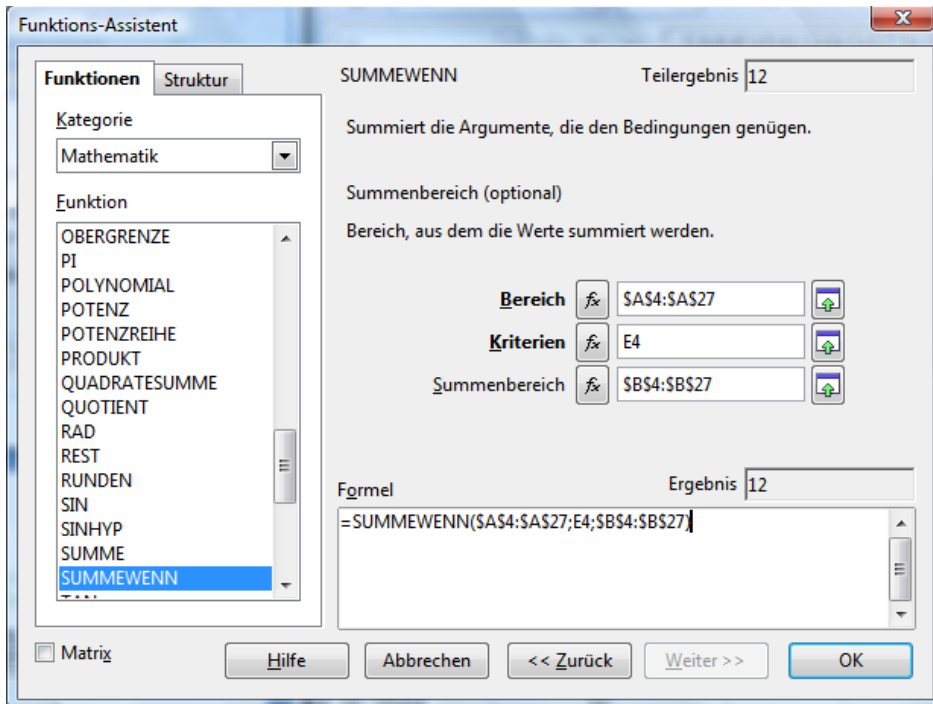 Funktions-Assistent
Funktionen
Struktur
SUMMEWENN
Teilergebnis 12
Kategorie
Mathematik
Summiert die Argumente, die den Bedingungen genügen.
Summenbereich (optional)
Bereich, aus dem die Werte summiert werden.
Funktion
OBERGRENZE
PI
POLYNOMIAL
POTENZ
POTENZREIHE
PRODUKT
QUADRATESUMME
QUOTIENT
RAD
REST
RUNDEN
SIN
SINHYP
SUMME
SUMMEWENN
Bereich fx $A$4:$A$27
Kriterien fx E4
Summenbereich fx $B$4:$B$27
Formel
Ergebnis 12
=SUMMEWENN($A$4:$A$27;E4;$B$4:$B$27)
Matrix
Hilfe
Abbrechen
<< Zurück
Weiter >>
OK